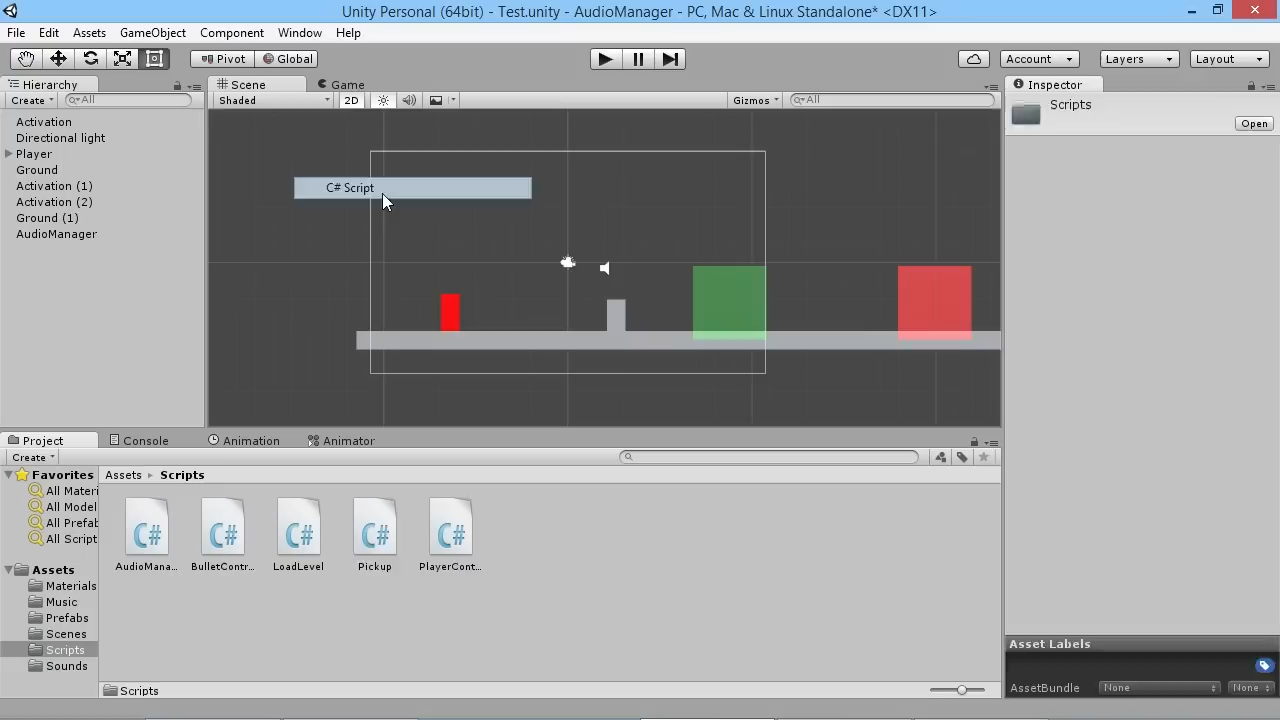 Unity Personal (64bit) - Test.unity - AudioManager - PC, Mac & Linux Standalone* <DX11>
File Edit Assets GameObject Component Window Help
Pivot Global Account Layers Layout
Hierarchy Scene Game Inspector
Create All Shaded 2D Gizmos All
Scripts
Open
Activation
Directional light
Player
Ground
Activation (1)
Activation (2)
Ground (1)
AudioManager
C# Script
Project Console Animation Animator
Create
Favorites
All Materi
All Model
All Prefab
All Script
Assets
Materials
Music
Prefabs
Scenes
Scripts
Sounds
Assets Scripts
C# C# C# C# C#
AudioMana... BulletContr... LoadLevel Pickup PlayerCont...
Scripts
Asset Labels
AssetBundle None None